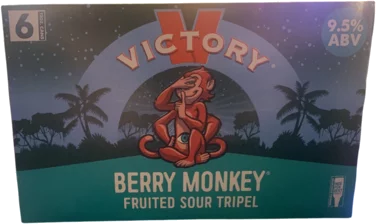 6
9.5%
ABV
VICTORY
BERRY MONKEY®
FRUITED SOUR TRIPEL